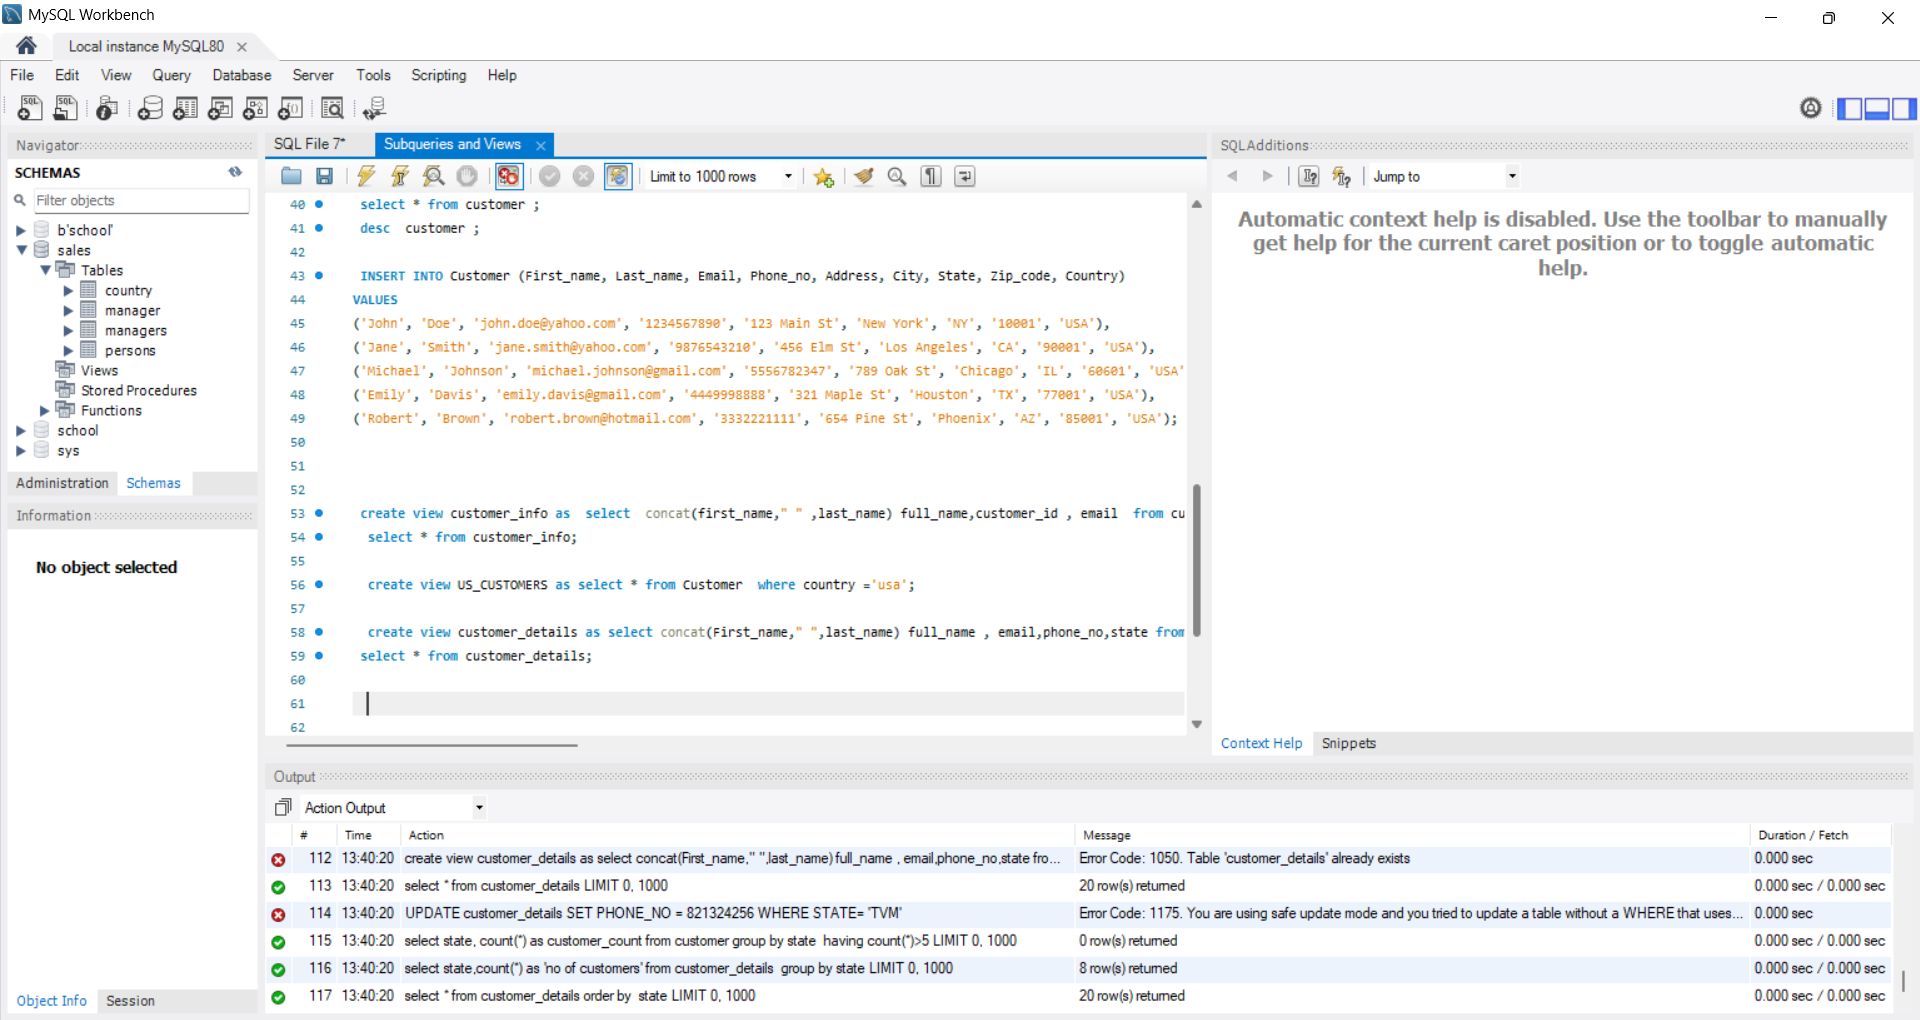 MySQL Workbench
Local instance MySQL80
File Edit View Query Database Server Tools Scripting Help
Navigator
SCHEMAS
Filter objects
b'school'
sales
Tables
country
manager
managers
persons
Views
Stored Procedures
Functions
school
sys
Administration Schemas
Information
No object selected
Object Info Session
SQL File 7* Subqueries and Views
Limit to 1000 rows
40 select * from customer ;
41 desc customer ;
42
43 INSERT INTO Customer (First_name, Last_name, Email, Phone_no, Address, City, State, Zip_code, Country)
44 VALUES
45 ('John', 'Doe', 'john.doe@yahoo.com', '1234567890', '123 Main St', 'New York', 'NY', '10001', 'USA'),
46 ('Jane', 'Smith', 'jane.smith@yahoo.com', '9876543210', '456 Elm St', 'Los Angeles', 'CA', '90001', 'USA'),
47 ('Michael', 'Johnson', 'michael.johnson@gmail.com', '5556782347', '789 Oak St', 'Chicago', 'IL', '60601', 'USA'
48 ('Emily', 'Davis', 'emily.davis@gmail.com', '4449998888', '321 Maple St', 'Houston', 'TX', '77001', 'USA'),
49 ('Robert', 'Brown', 'robert.brown@hotmail.com', '3332221111', '654 Pine St', 'Phoenix', 'AZ', '85001', 'USA');
50
51
52
53 create view customer_info as select concat(first_name," " ,last_name) full_name,customer_id , email from cu
54 select * from customer_info;
55
56 create view US_CUSTOMERS as select * from Customer where country ='usa';
57
58 create view customer_details as select concat(First_name," ",last_name) full_name , email,phone_no,state from
59 select * from customer_details;
60
61
62
SQLAdditions
Jump to
Automatic context help is disabled. Use the toolbar to manually
get help for the current caret position or to toggle automatic
help.
Context Help Snippets
Output
Action Output
# Time Action Message Duration / Fetch
112 13:40:20 create view customer_details as select concat(First_name," ",last_name) full_name , email,phone_no,state fro... Error Code: 1050. Table 'customer_details' already exists 0.000 sec
113 13:40:20 select * from customer_details LIMIT 0, 1000 20 row(s) returned 0.000 sec / 0.000 sec
114 13:40:20 UPDATE customer_details SET PHONE_NO = 821324256 WHERE STATE= 'TVM' Error Code: 1175. You are using safe update mode and you tried to update a table without a WHERE that uses... 0.000 sec
115 13:40:20 select state, count(*) as customer_count from customer group by state having count(*)>5 LIMIT 0, 1000 0 row(s) returned 0.000 sec / 0.000 sec
116 13:40:20 select state,count(*) as 'no of customers' from customer_details group by state LIMIT 0, 1000 8 row(s) returned 0.000 sec / 0.000 sec
117 13:40:20 select * from customer_details order by state LIMIT 0, 1000 20 row(s) returned 0.000 sec / 0.000 sec